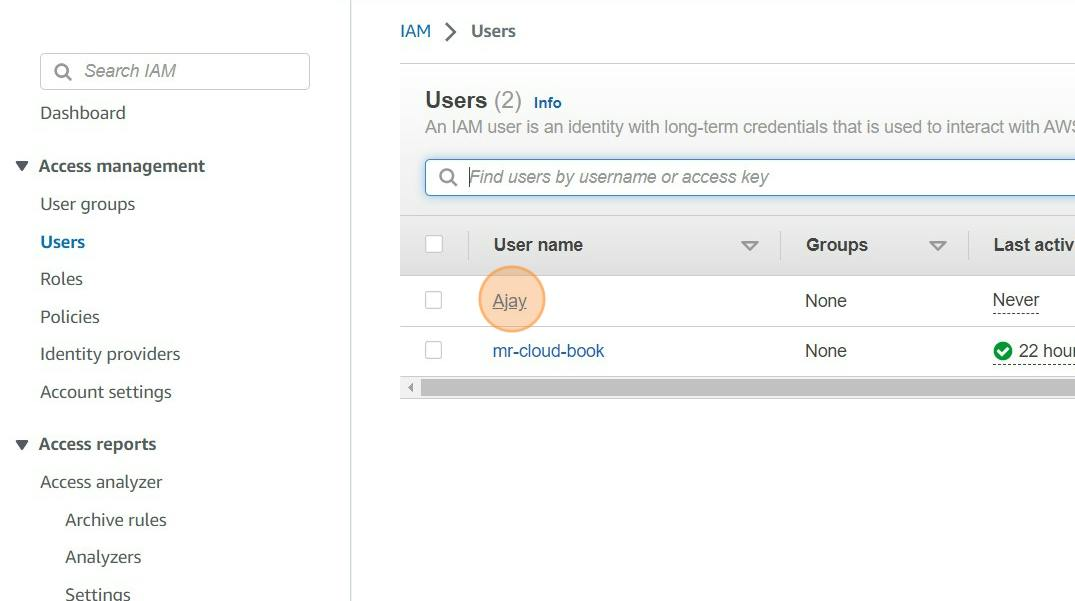 IAM > Users
Search IAM
Dashboard
Access management
User groups
Users
Roles
Policies
Identity providers
Account settings
Access reports
Access analyzer
Archive rules
Analyzers
Settings
Users (2) Info
An IAM user is an identity with long-term credentials that is used to interact with AWS
Find users by username or access key
User name Groups Last activ
Ajay None Never
mr-cloud-book None 22 hour